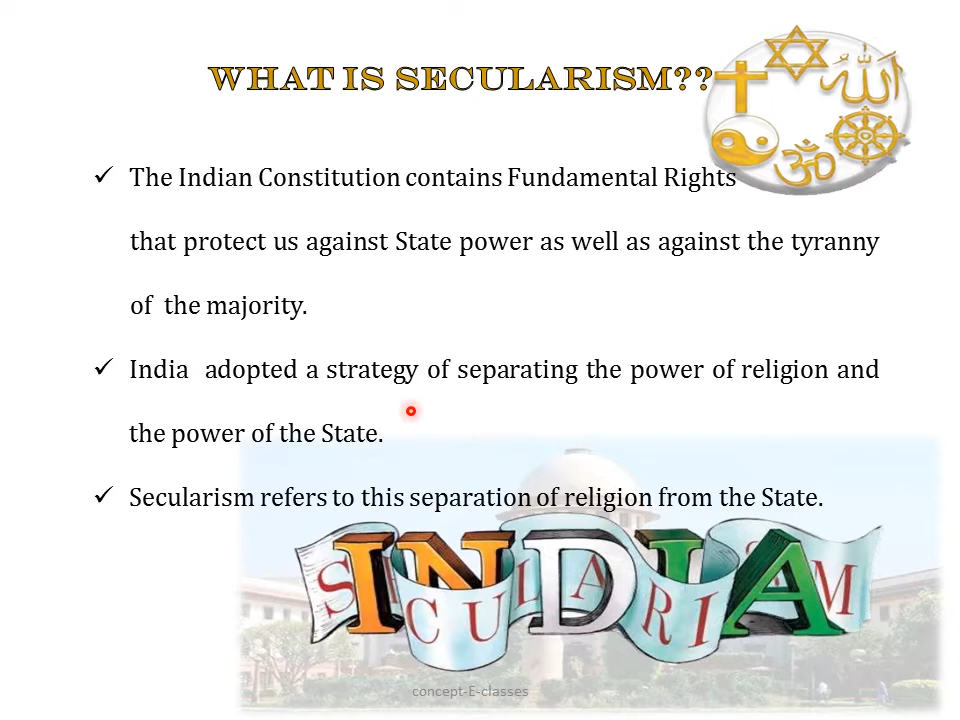 WHAT IS SECULARISM??
✓ The Indian Constitution contains Fundamental Rights
that protect us against State power as well as against the tyranny
of the majority.
✓ India adopted a strategy of separating the power of religion and
the power of the State.
✓ Secularism refers to this separation of religion from the State.
INDIA
SECULARISM
concept-E-classes